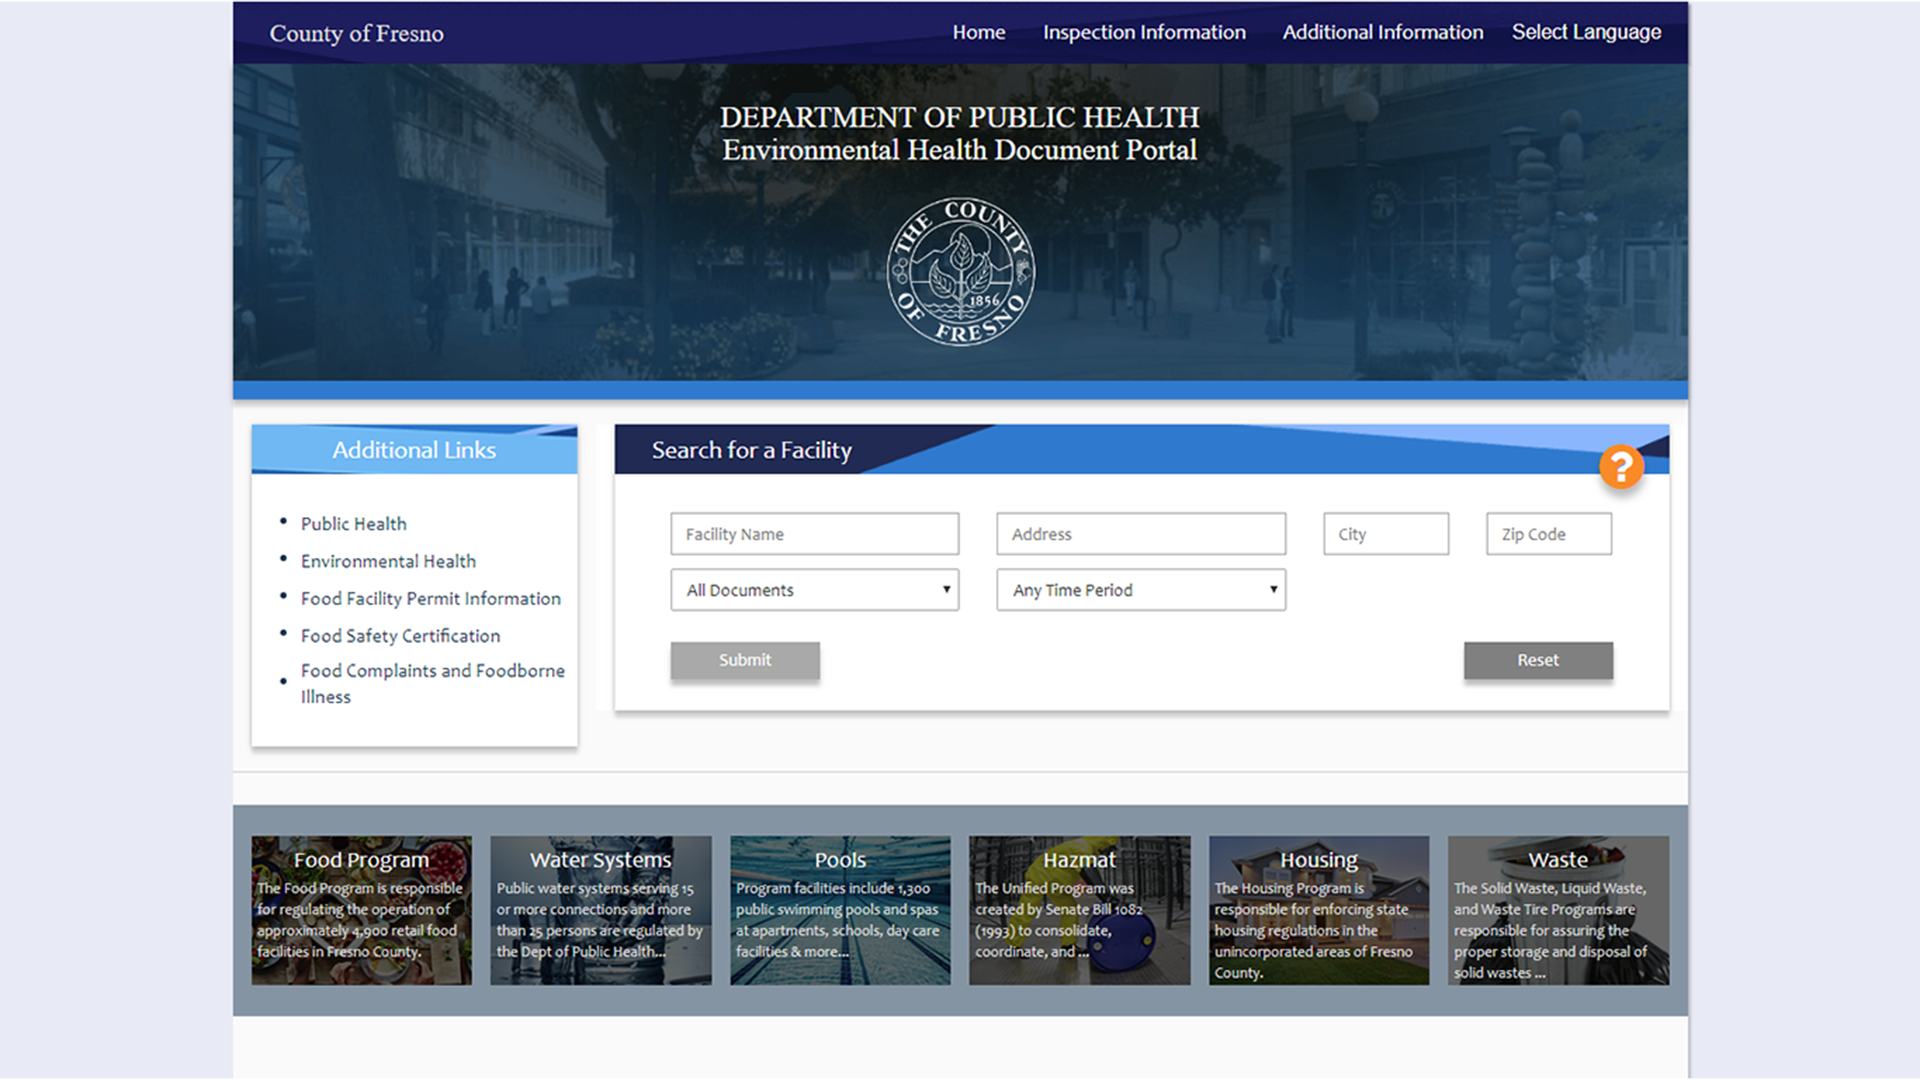 County of Fresno
Home
Inspection Information
Additional Information
Select Language
DEPARTMENT OF PUBLIC HEALTH
Environmental Health Document Portal
THE COUNTY
1856
OF FRESNO
Additional Links
Public Health
Environmental Health
Food Facility Permit Information
Food Safety Certification
Food Complaints and Foodborne
Illness
Search for a Facility
?
Facility Name
Address
City
Zip Code
All Documents
Any Time Period
Submit
Reset
Food Program
The Food Program is responsible
for regulating the operation of
approximately 4,900 retail food
facilities in Fresno County.
Water Systems
Public water systems serving 15
or more connections and more
than 25 persons are regulated by
the Dept of Public Health...
Pools
Program facilities include 1,300
public swimming pools and spas
at apartments, schools, day care
facilities & more...
Hazmat
The Unified Program was
created by Senate Bill 1082
(1993) to consolidate,
coordinate, and ...
Housing
The Housing Program is
responsible for enforcing state
housing regulations in the
unincorporated areas of Fresno
County.
Waste
The Solid Waste, Liquid Waste,
and Waste Tire Programs are
responsible for assuring the
proper storage and disposal of
solid wastes ...